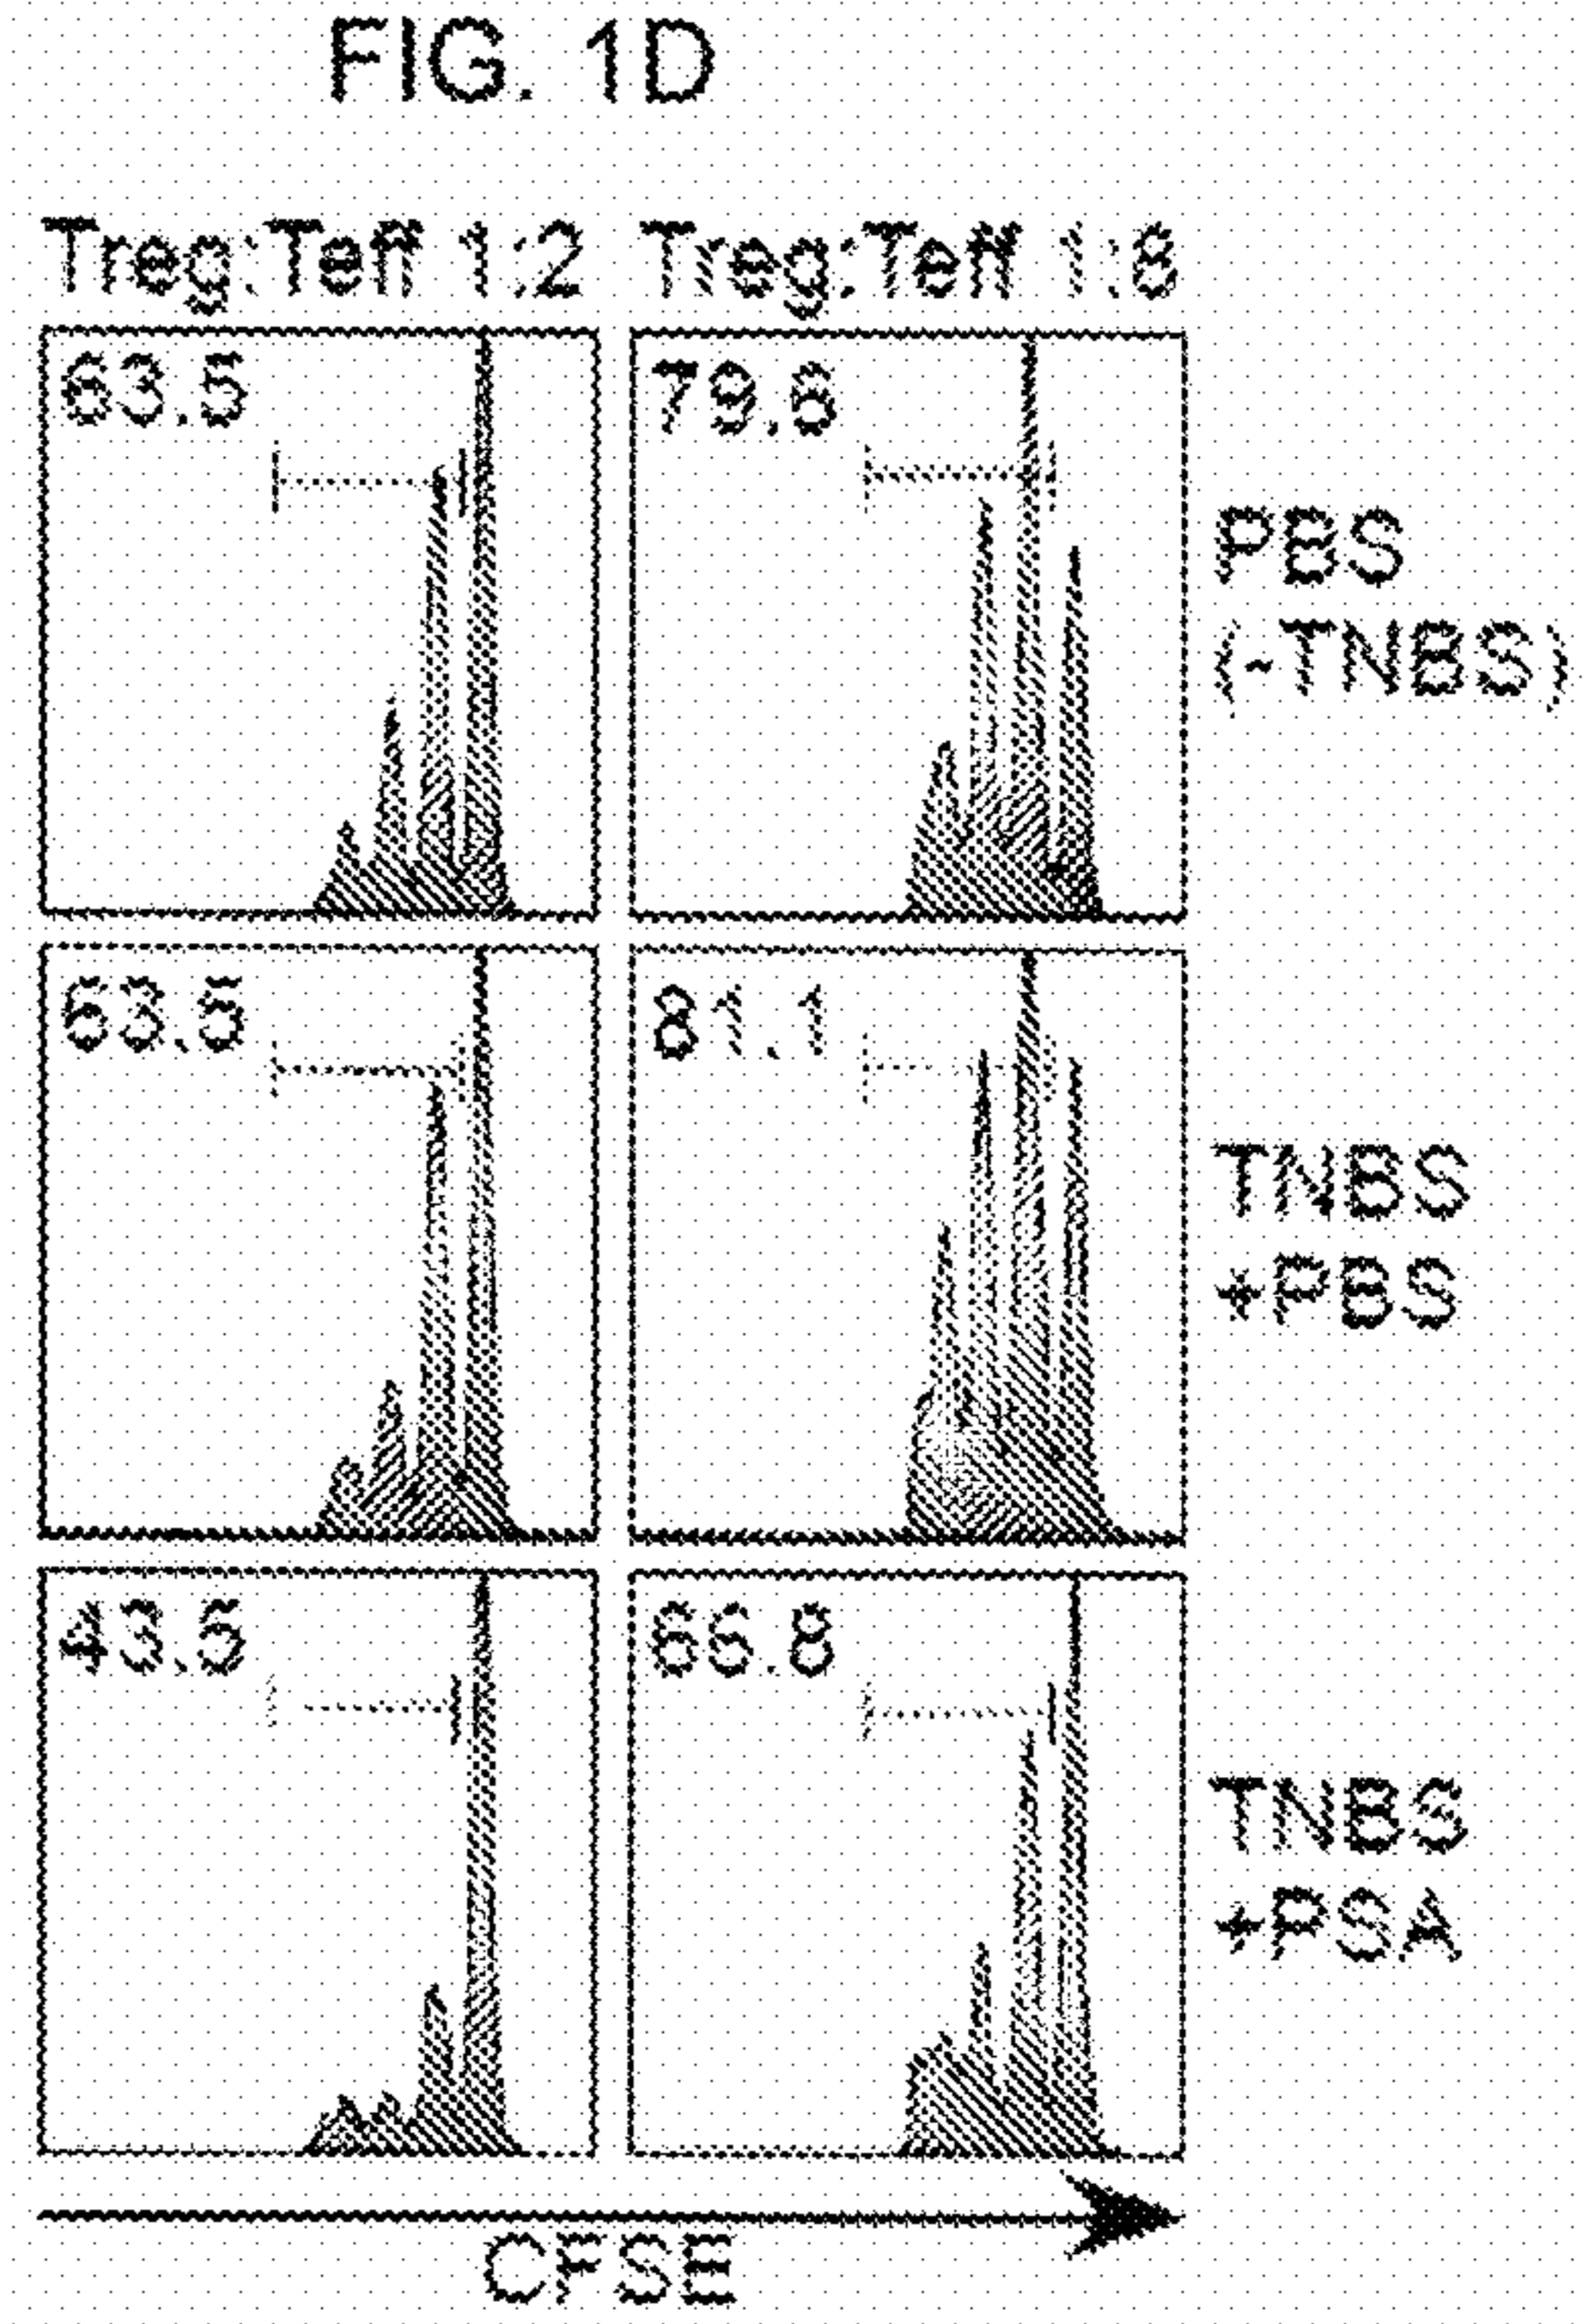 FIG. 1D
Treg:Teff 1:2 Treg:Teff 1:8
63.5 79.6
PBS
(-TNBS)
63.5 81.1
TNBS
+PBS
43.5 66.8
TNBS
+PSA
CFSE